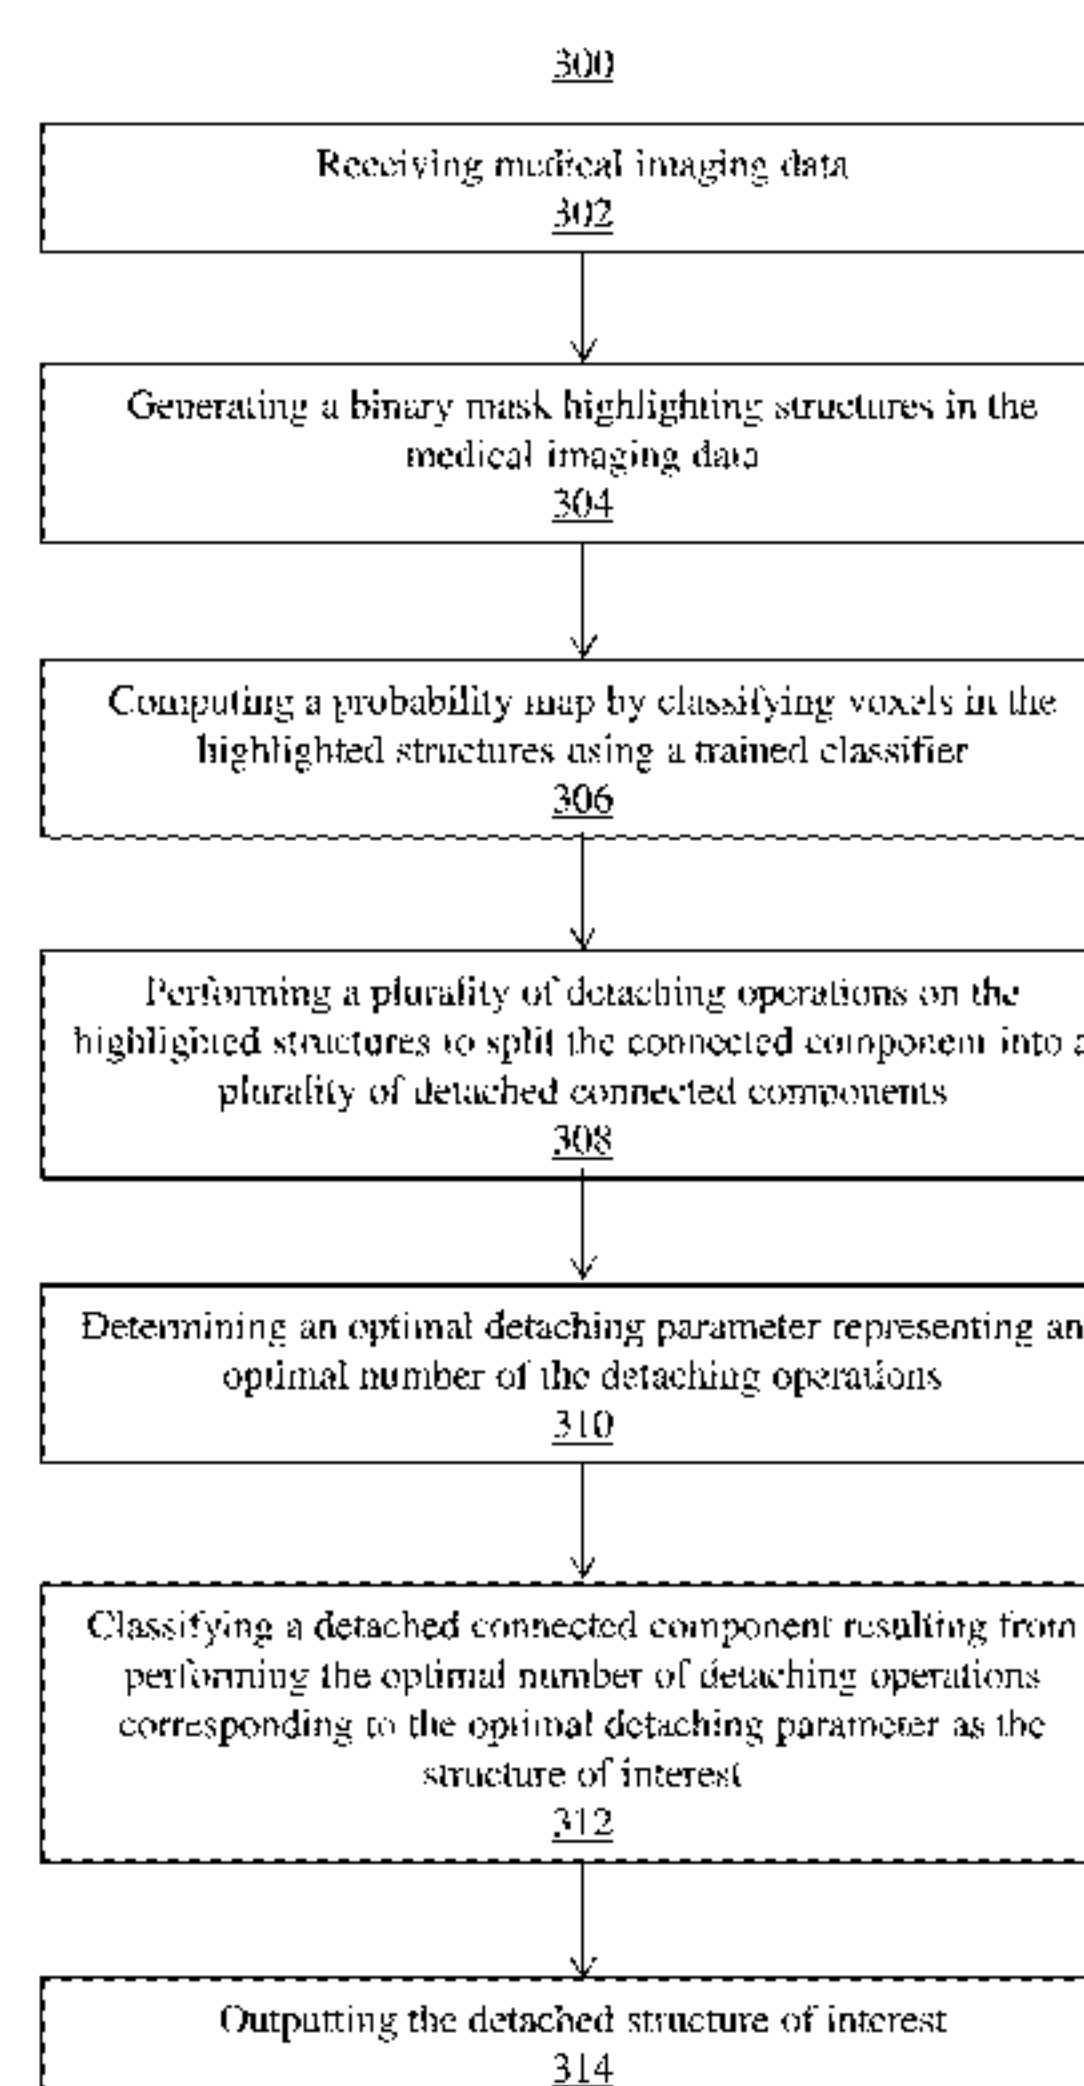 300
Receiving medical imaging data
302
Generating a binary mask highlighting structures in the
medical imaging data
304
Computing a probability map by classifying voxels in the
highlighted structures using a trained classifier
306
Performing a plurality of detaching operations on the
highlighted structures to split the connected component into a
plurality of detached connected components
308
Determining an optimal detaching parameter representing an
optimal number of the detaching operations
310
Classifying a detached connected component resulting from
performing the optimal number of detaching operations
corresponding to the optimal detaching parameter as the
structure of interest
312
Outputting the detached structure of interest
314